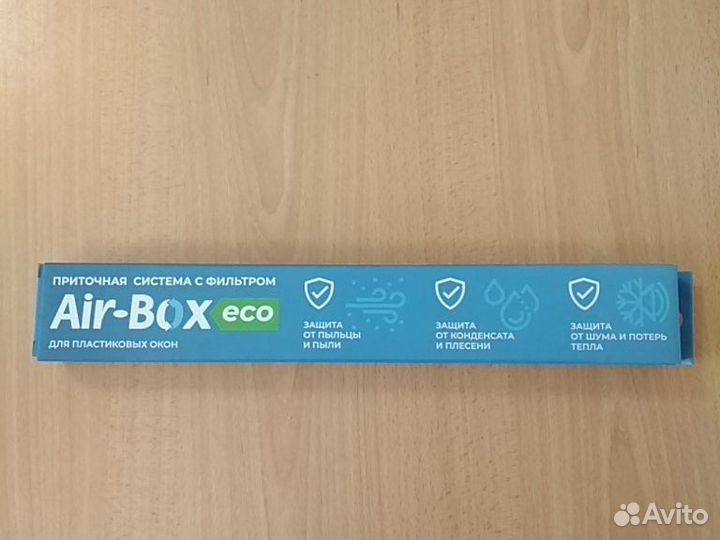 ПРИТОЧНАЯ СИСТЕМА С ФИЛЬТРОМ
Air-Box eco
ДЛЯ ПЛАСТИКОВЫХ ОКОН
ЗАЩИТА
ОТ ПЫЛЬЦЫ
И ПЫЛИ
ЗАЩИТА
ОТ КОНДЕНСАТА
И ПЛЕСЕНИ
ЗАЩИТА
ОТ ШУМА И ПОТЕРЬ
ТЕПЛА
Avito